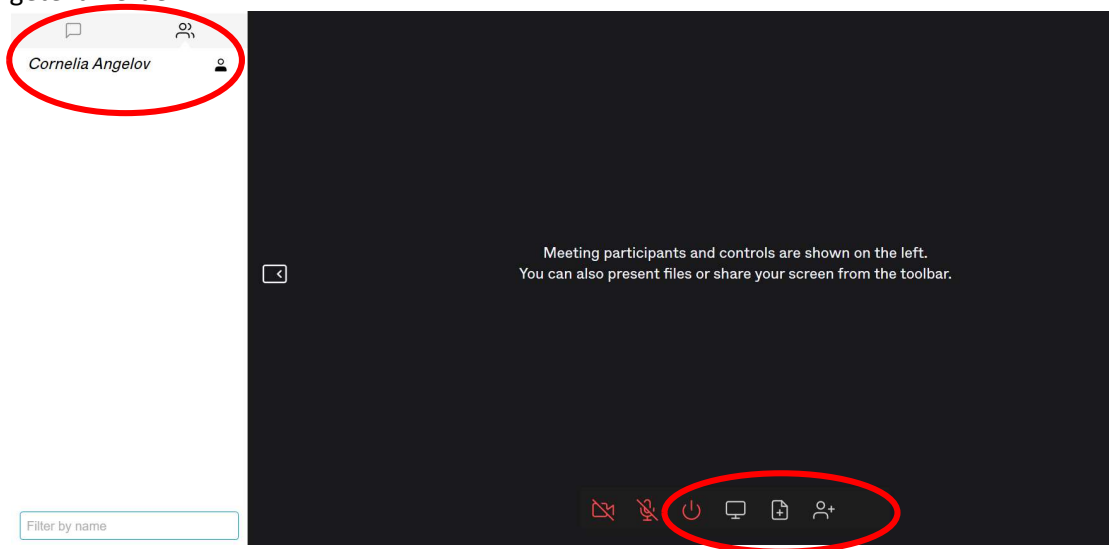 Cornelia Angelov
Meeting participants and controls are shown on the left.
You can also present files or share your screen from the toolbar.
Filter by name